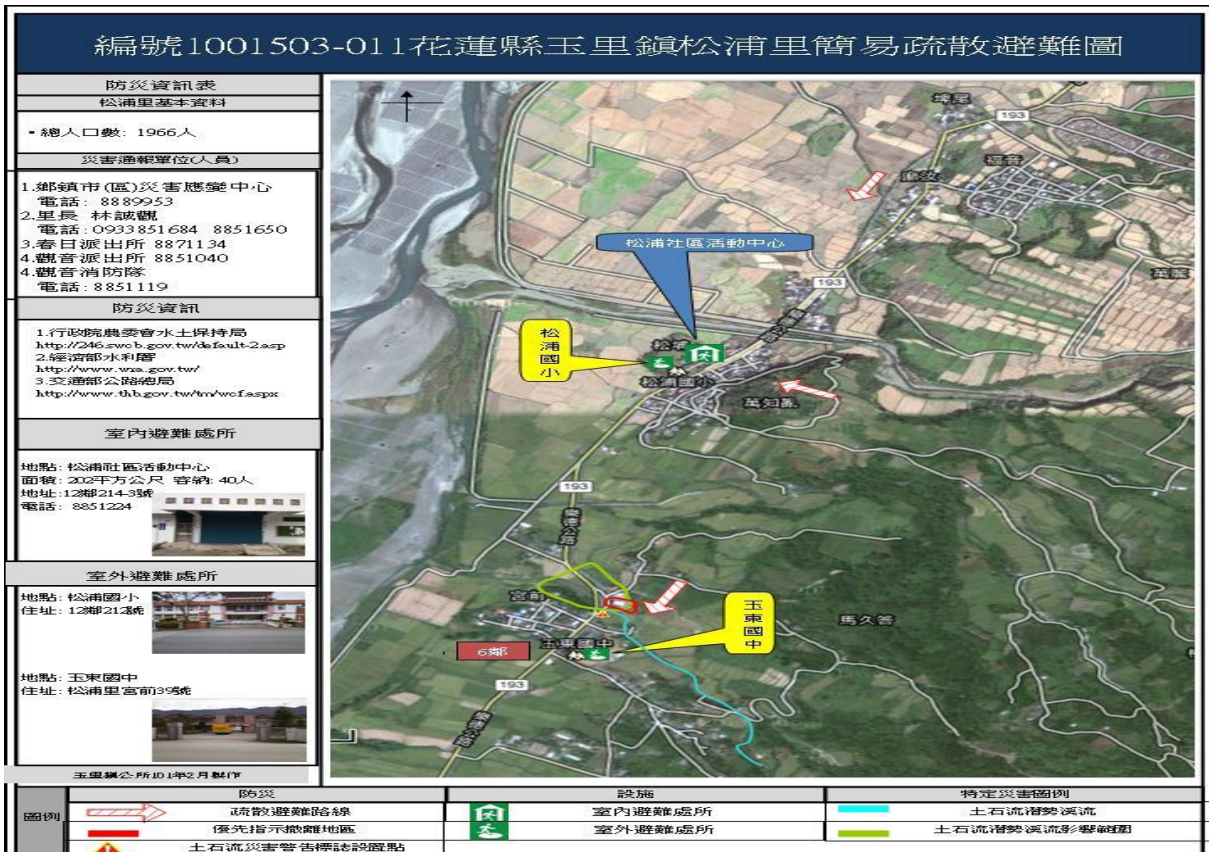 編號1001503-011花蓮縣玉里鎮松浦里簡易疏散避難圖
防災資訊表
松浦里基本資料
▪ 總人口數: 1966人
災害通報單位(人員)
1.鄉鎮市(區)災害應變中心
電話: 8889953
2.里長 林誠觀
電話:0933851684 8851650
3.春日派出所 8871134
4.觀音派出所 8851040
4.觀音消防隊
電話:8851119
防災資訊
1.行政院農委會水土保持局
http://246.swcb.gov.tw/default-2.asp
2.經濟部水利署
http://www.wra.gov.tw/
3.交通部公路總局
http://www.thb.gov.tw/tm/wcf.aspx
室內避難處所
地點: 松浦社區活動中心
面積: 202平方公尺 容納: 40人
地址:12鄰214-3號
電話: 8851224
室外避難處所
地點: 松浦國小
住址: 12鄰212號
地點: 玉東國中
住址: 松浦里宮前39號
玉里鎮公所101年2月製作
埤尾
193
福音
萬麗
松浦社區活動中心
193
松浦國小
松浦
松浦國小
萬知亂
193
樂德公路
宮前
玉東國中
馬久答
6鄰
玉東國中
193
樂德公路
圖例
防災
設施
特定災害圖例
疏散避難路線
室內避難處所
土石流潛勢溪流
優先指示撤離地區
室外避難處所
土石流潛勢溪流影響範圍
土石流災害警告標誌設置點